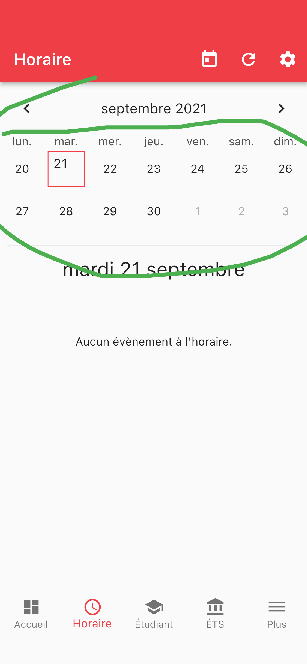 Horaire
septembre 2021
lun. mar. mer. jeu. ven. sam. dim.
20 21 22 23 24 25 26
27 28 29 30 1 2 3
mardi 21 septembre
Aucun évènement à l'horaire.
Accueil Horaire Étudiant ÉTS Plus